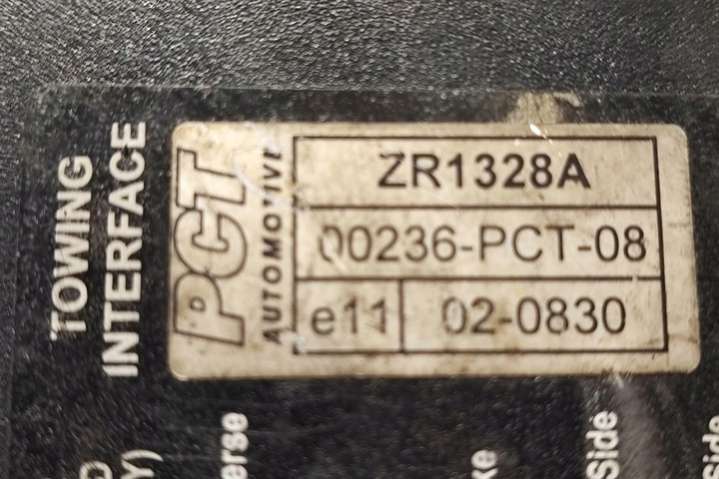 TOWING
INTERFACE
PCT
AUTOMOTIVE
ZR1328A
00236-PCT-08
e11
02-0830
Side